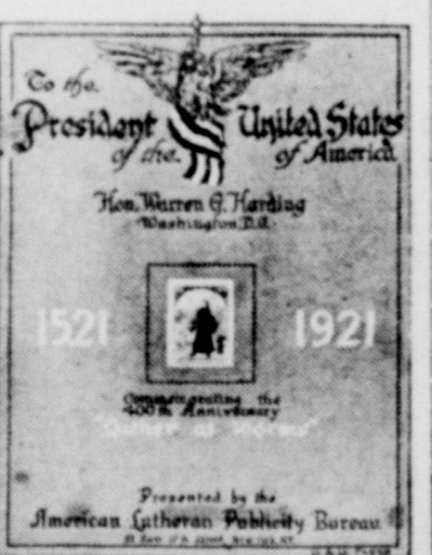 To the
President United States
of the of America
Hon. Warren G. Harding
Washington D.C.
1521 1921
Commemorating the
400th Anniversary
"Luther at Worms"
Presented by the
American Lutheran Publicity Bureau